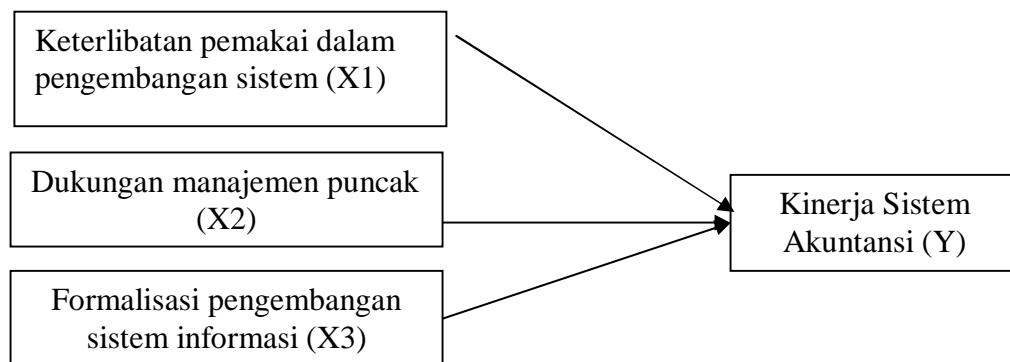 Keterlibatan pemakai dalam
pengembangan sistem (X1)
Dukungan manajemen puncak
(X2)
Formalisasi pengembangan
sistem informasi (X3)
Kinerja Sistem
Akuntansi (Y)